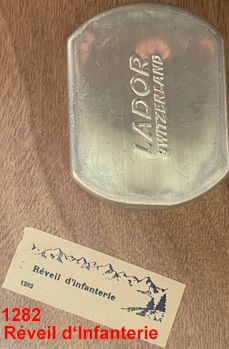 LADOR
SWITZERLAND
Réveil d'infanterie
1282
1282
Réveil d'Infanterie